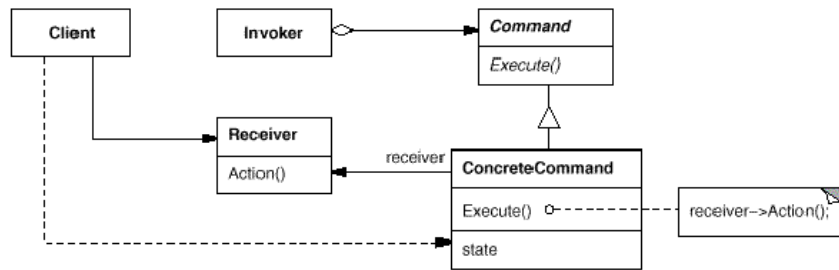 Client
Invoker
Command
Execute()
Receiver
Action()
receiver
ConcreteCommand
Execute()
receiver->Action();
state